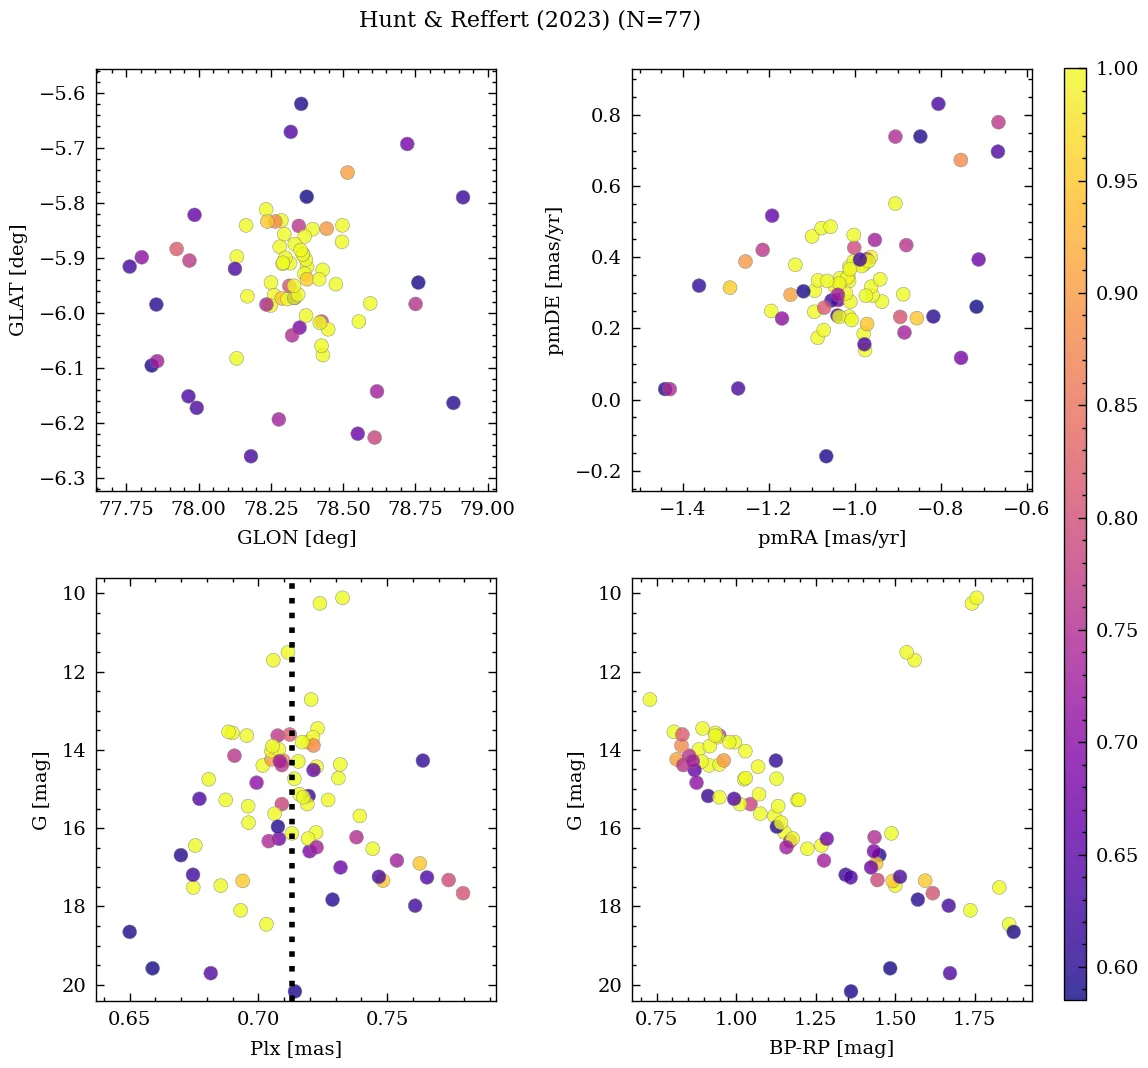 Hunt & Reffert (2023) (N=77)
−5.6
−5.7
−5.8
−5.9
−6.0
−6.1
−6.2
−6.3
GLAT [deg]
77.75 78.00 78.25 78.50 78.75 79.00
GLON [deg]
0.8
0.6
0.4
0.2
0.0
−0.2
pmDE [mas/yr]
−1.4 −1.2 −1.0 −0.8 −0.6
pmRA [mas/yr]
10
12
14
16
18
20
G [mag]
0.65 0.70 0.75
Plx [mas]
10
12
14
16
18
20
G [mag]
0.75 1.00 1.25 1.50 1.75
BP-RP [mag]
1.00
0.95
0.90
0.85
0.80
0.75
0.70
0.65
0.60